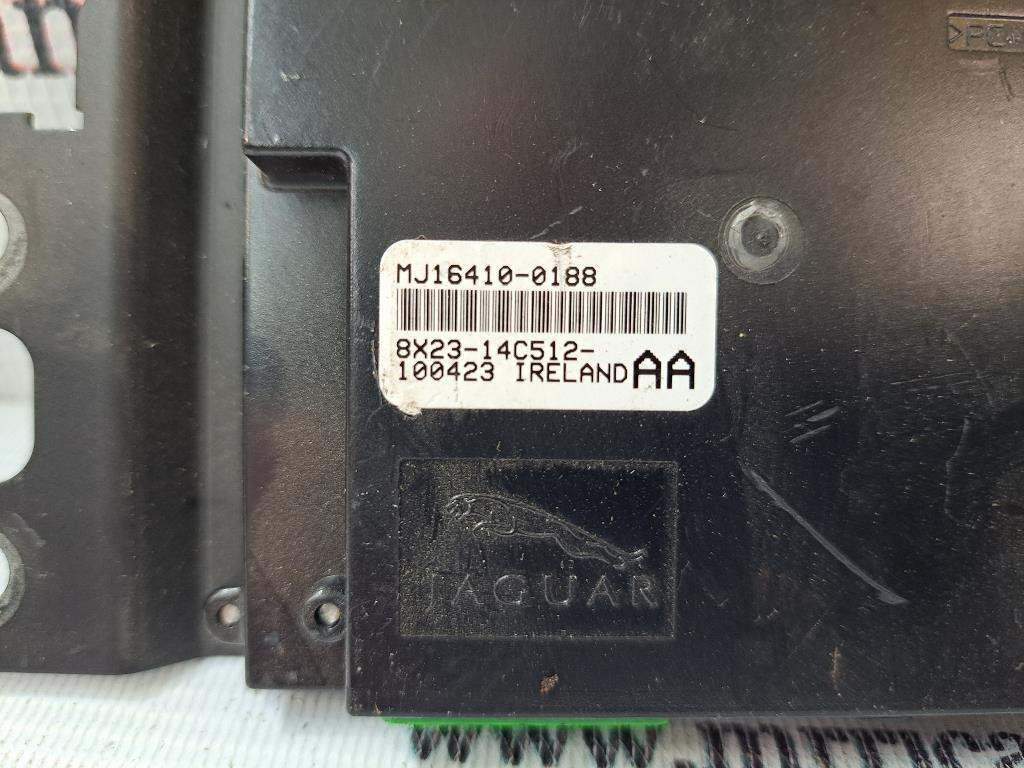 MJ16410-0188
8X23-14C512-
100423 IRELAND AA
JAGUAR